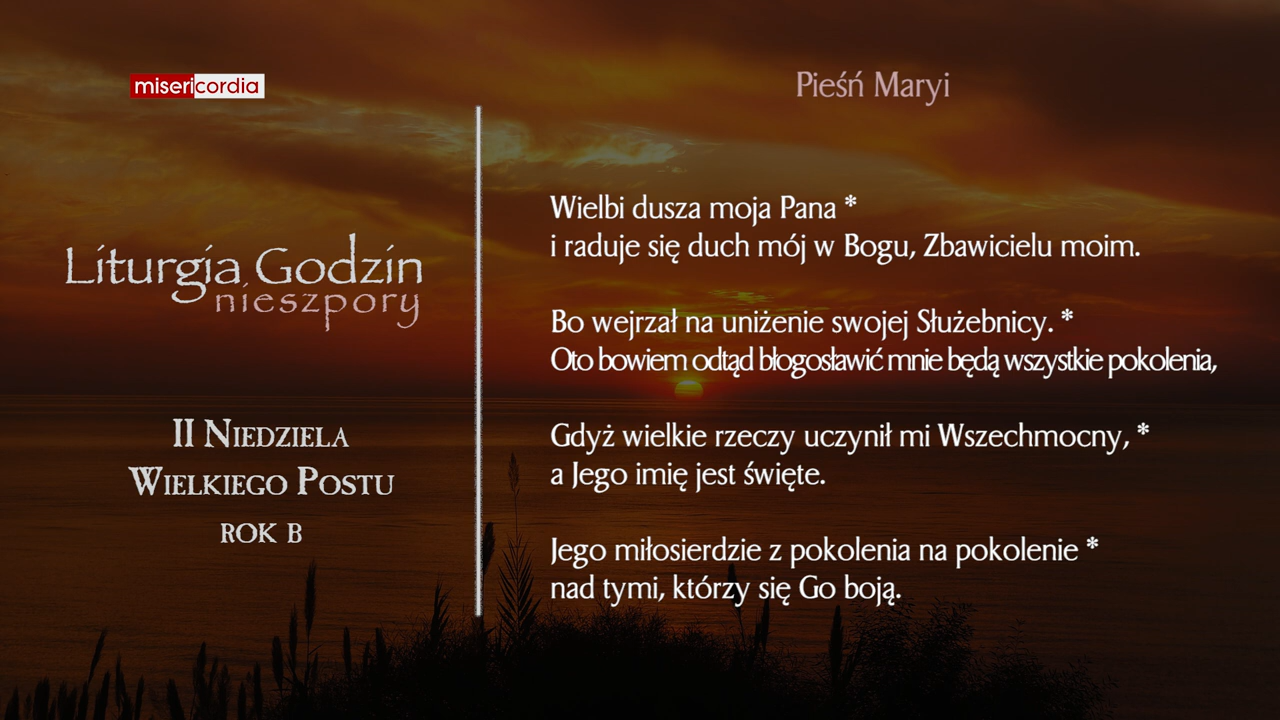 misericordia
Liturgia Godzin
nieszpory
II Niedziela
Wielkiego Postu
rok B
Pieśń Maryi
Wielbi dusza moja Pana *
i raduje się duch mój w Bogu, Zbawicielu moim.
Bo wejrzał na uniżenie swojej Służebnicy. *
Oto bowiem odtąd błogosławić mnie będą wszystkie pokolenia,
Gdyż wielkie rzeczy uczynił mi Wszechmocny, *
a Jego imię jest święte.
Jego miłosierdzie z pokolenia na pokolenie *
nad tymi, którzy się Go boją.